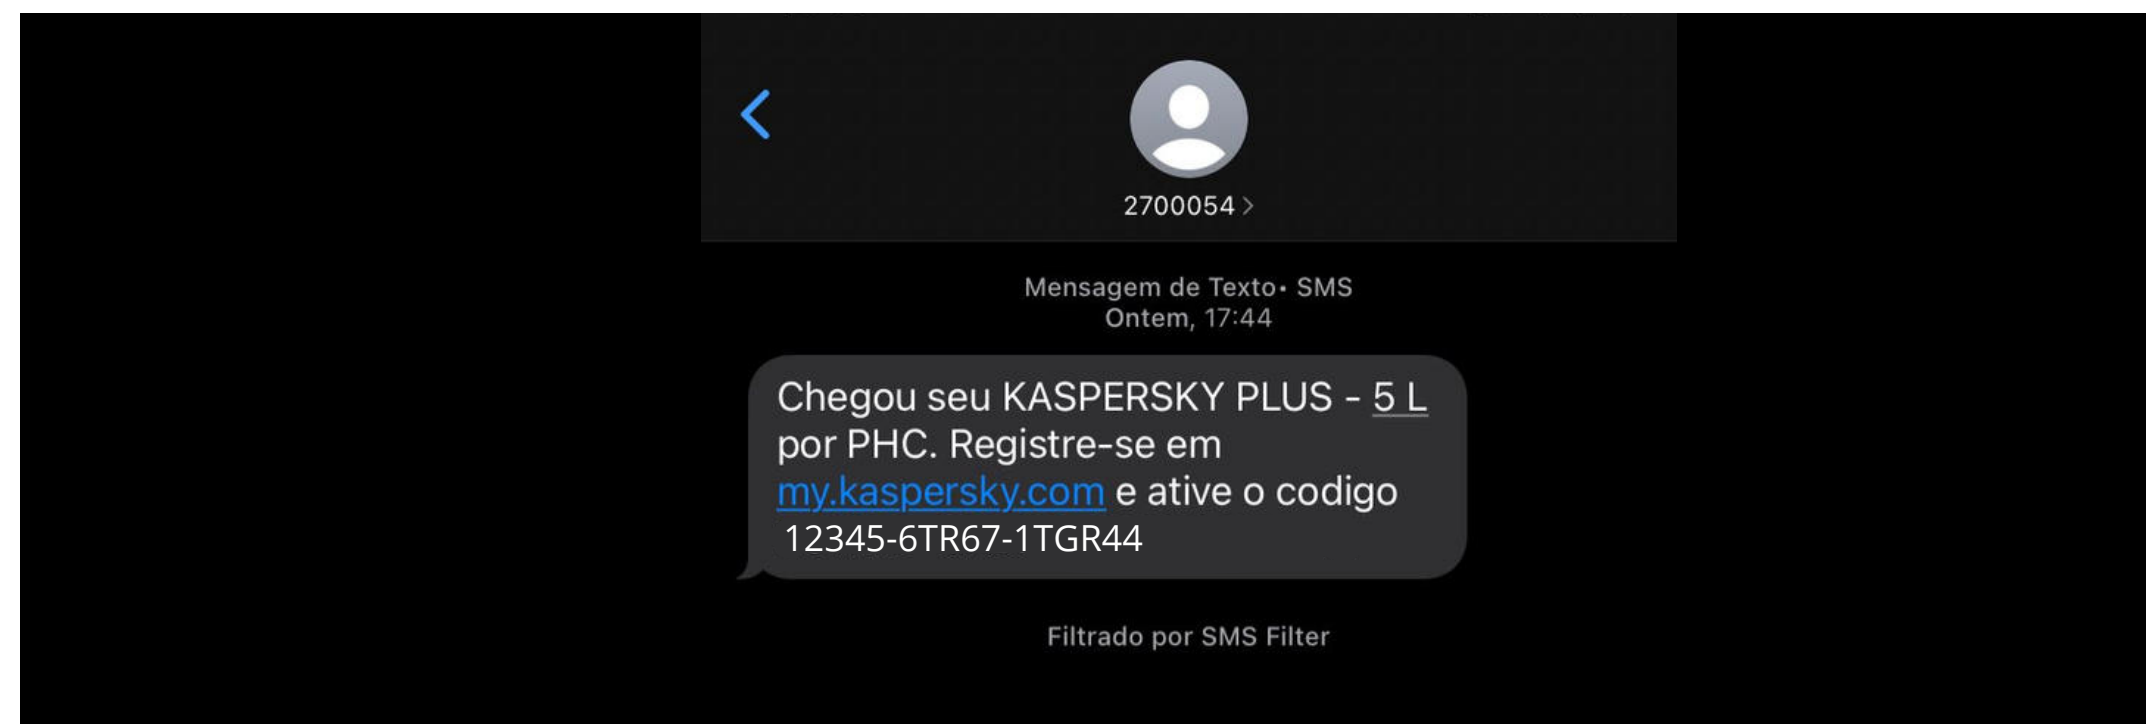 2700054 >
Mensagem de Texto• SMS
Ontem, 17:44
Chegou seu KASPERSKY PLUS - 5 L
por PHC. Registre-se em
my.kaspersky.com e ative o codigo
12345-6TR67-1TGR44
Filtrado por SMS Filter